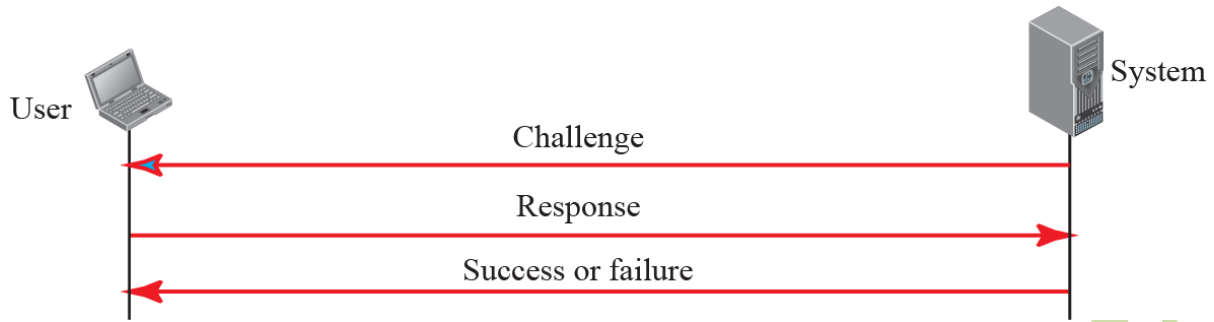 System
User
Challenge
Response
Success or failure